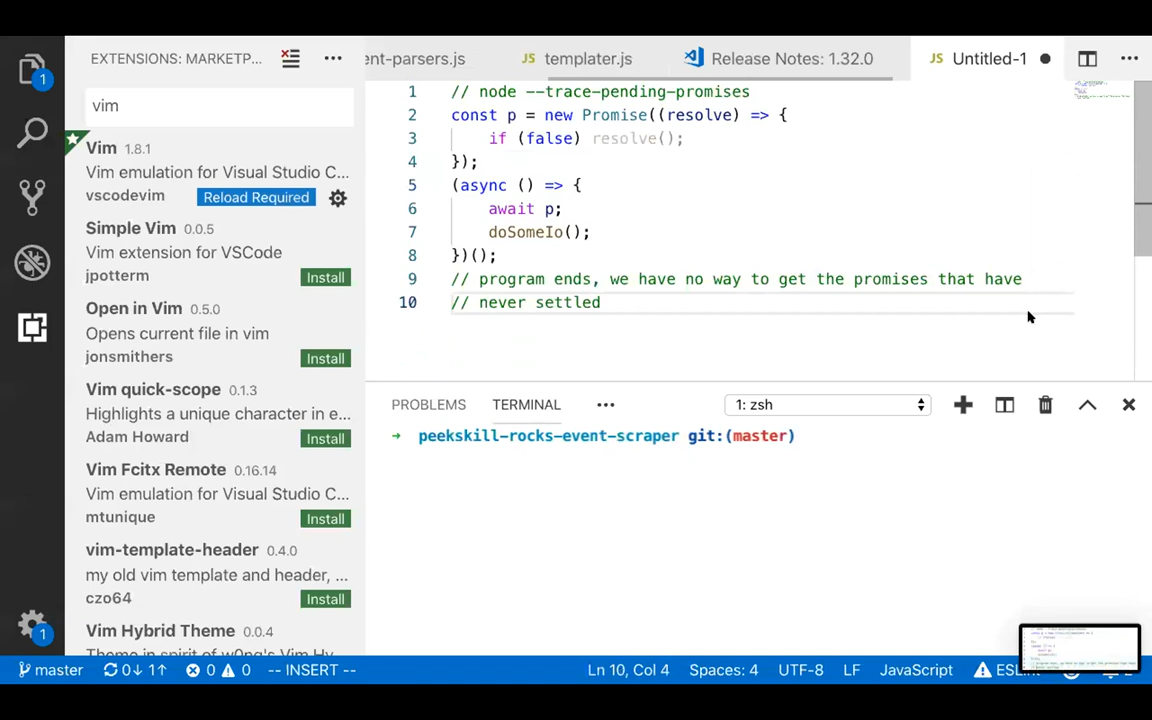 EXTENSIONS: MARKETP...
vim
Vim 1.8.1
Vim emulation for Visual Studio C...
vscodevim Reload Required
Simple Vim 0.0.5
Vim extension for VSCode
jpotterm Install
Open in Vim 0.5.0
Opens current file in vim
jonsmithers Install
Vim quick-scope 0.1.3
Highlights a unique character in e...
Adam Howard Install
Vim Fcitx Remote 0.16.14
Vim emulation for Visual Studio C...
mtunique Install
vim-template-header 0.4.0
my old vim template and header, ...
czo64 Install
Vim Hybrid Theme 0.0.4
Theme in spirit of w0ng's Vim Hy...
1
1
ent-parsers.js JS templater.js Release Notes: 1.32.0 JS Untitled-1
1 // node --trace-pending-promises
2 const p = new Promise((resolve) => {
3 if (false) resolve();
4 });
5 (async () => {
6 await p;
7 doSomeIo();
8 })();
9 // program ends, we have no way to get the promises that have
10 // never settled
PROBLEMS TERMINAL ... 1: zsh
→ peekskill-rocks-event-scraper git:(master)
master 0↓ 1↑ 0 0 -- INSERT -- Ln 10, Col 4 Spaces: 4 UTF-8 LF JavaScript ESLint